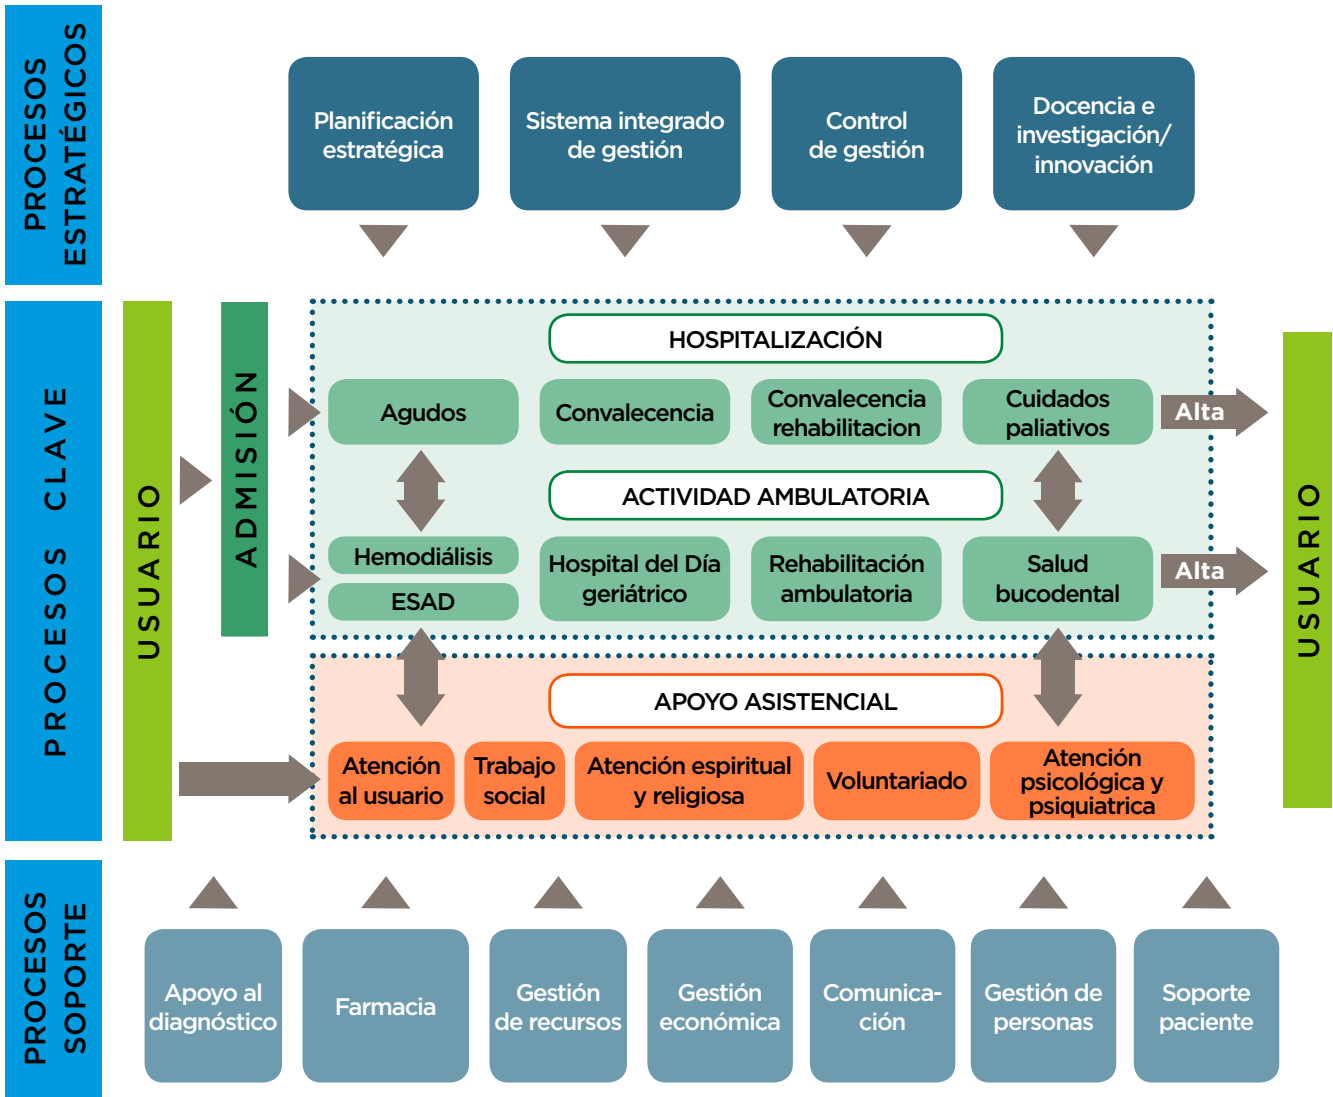 PROCESOS
ESTRATÉGICOS
Planificación
estratégica
Sistema integrado
de gestión
Control
de gestión
Docencia e
investigación/
innovación
PROCESOS CLAVE
USUARIO
ADMISIÓN
HOSPITALIZACIÓN
Agudos
Convalecencia
Convalecencia
rehabilitacion
Cuidados
paliativos
Alta
ACTIVIDAD AMBULATORIA
Hemodiálisis
ESAD
Hospital del Día
geriátrico
Rehabilitación
ambulatoria
Salud
bucodental
Alta
USUARIO
APOYO ASISTENCIAL
Atención
al usuario
Trabajo
social
Atención espiritual
y religiosa
Voluntariado
Atención
psicológica y
psiquiatrica
PROCESOS
SOPORTE
Apoyo al
diagnóstico
Farmacia
Gestión
de recursos
Gestión
económica
Comunica-
ción
Gestión de
personas
Soporte
paciente